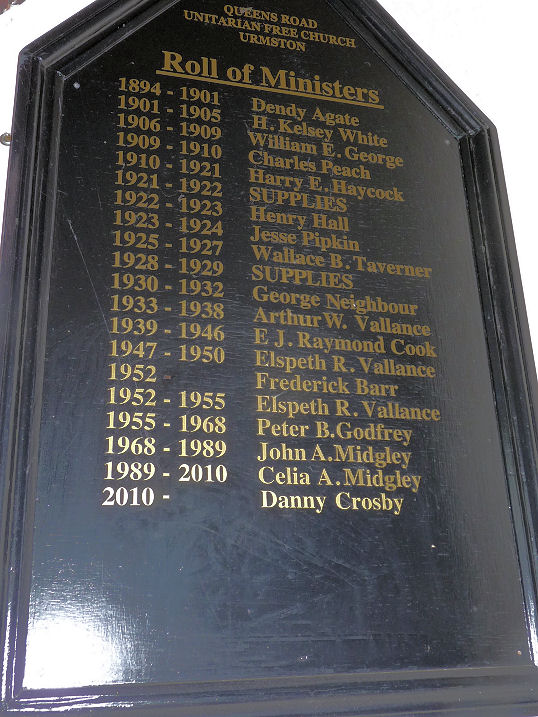 QUEENS ROAD
UNITARIAN FREE CHURCH
URMSTON
Roll of Ministers
1894 - 1901 Dendy Agate
1901 - 1905 H. Kelsey White
1906 - 1909 William E. George
1909 - 1910 Charles Peach
1910 - 1921 Harry E. Haycock
1921 - 1922 SUPPLIES
1922 - 1923 Henry Hall
1923 - 1924 Jesse Pipkin
1925 - 1927 Wallace B. Taverner
1928 - 1929 SUPPLIES
1930 - 1932 George Neighbour
1933 - 1938 Arthur W. Vallance
1939 - 1946 E J. Raymond Cook
1947 - 1950 Elspeth R. Vallance
1952 - Frederick Barr
1952 - 1955 Elspeth R. Vallance
1955 - 1968 Peter B. Godfrey
1968 - 1989 John A. Midgley
1989 - 2010 Celia A. Midgley
2010 - Danny Crosby